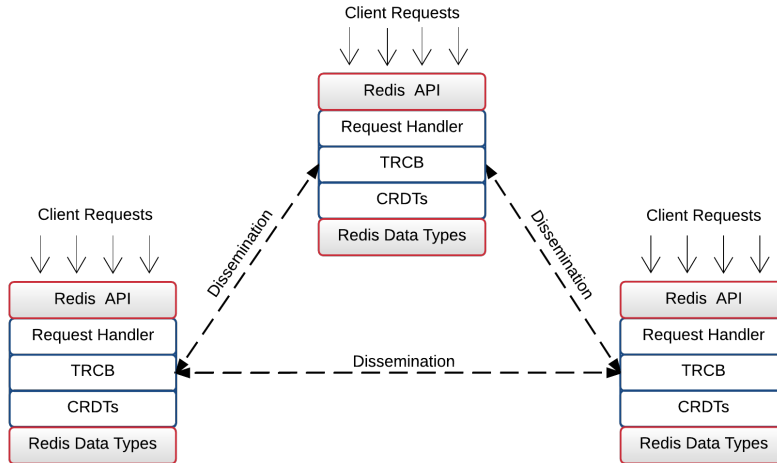 Client Requests
Redis API
Request Handler
TRCB
CRDTs
Redis Data Types
Dissemination
Dissemination
Client Requests
Redis API
Request Handler
TRCB
CRDTs
Redis Data Types
Dissemination
Client Requests
Redis API
Request Handler
TRCB
CRDTs
Redis Data Types